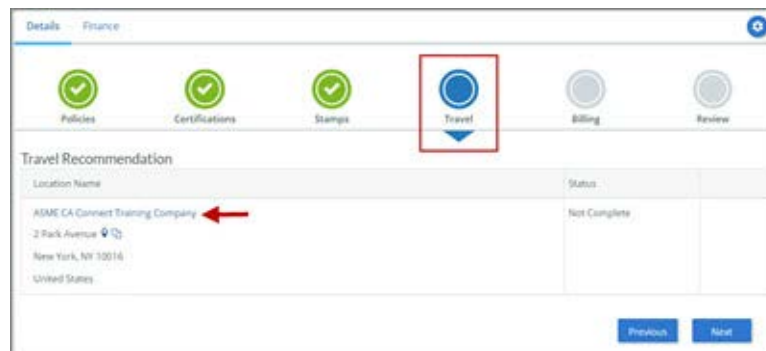 Details Finance
Policies Certifications Stamps Travel Billing Review
Travel Recommendation
Location Name Status
ASME CA Connect Training Company Not Complete
2 Park Avenue
New York, NY 10016
United States
Previous Next